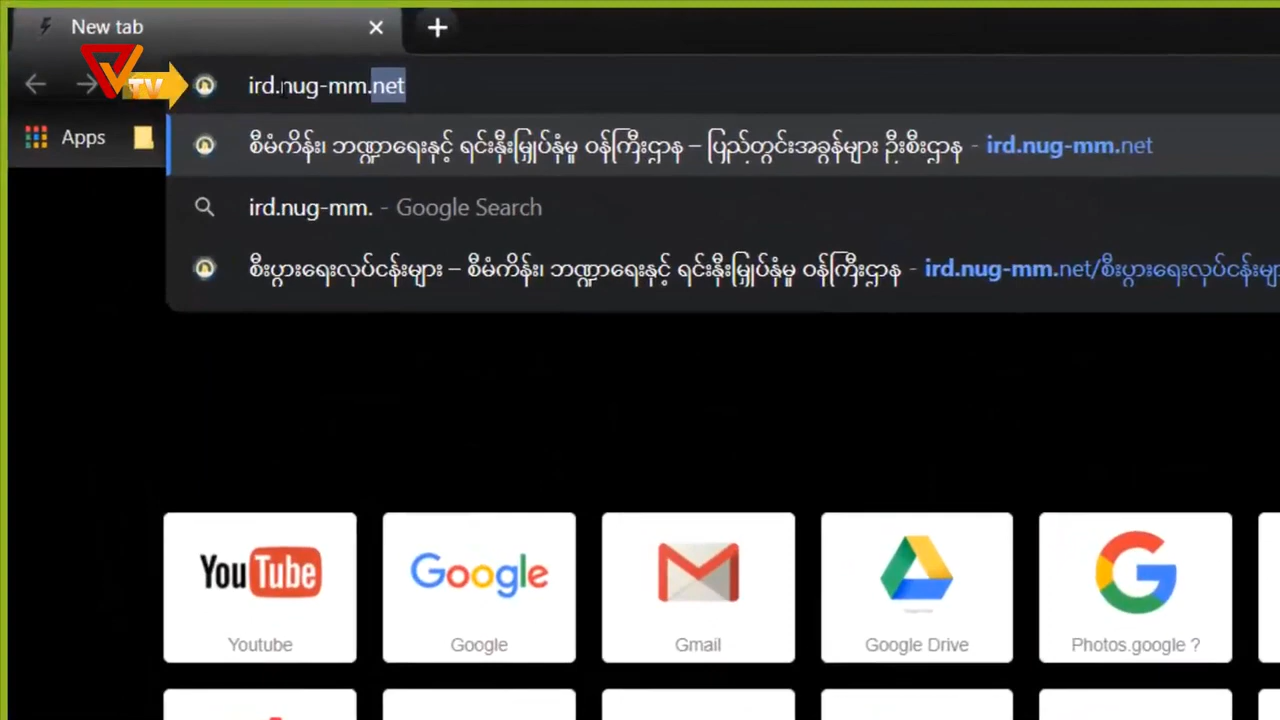 New tab
TV
ird.nug-mm.net
Apps
စီမံကိန်း၊ ဘဏ္ဍာရေးနှင့် ရင်းနှီးမြှုပ်နှံမှု ဝန်ကြီးဌာန – ပြည်တွင်းအခွန်များ ဦးစီးဌာန - ird.nug-mm.net
ird.nug-mm. - Google Search
စီးပွားရေးလုပ်ငန်းများ – စီမံကိန်း၊ ဘဏ္ဍာရေးနှင့် ရင်းနှီးမြှုပ်နှံမှု ဝန်ကြီးဌာန - ird.nug-mm.net/စီးပွားရေးလုပ်ငန်းမျာ
YouTube
Google
Youtube
Google
Gmail
Google Drive
Photos.google ?